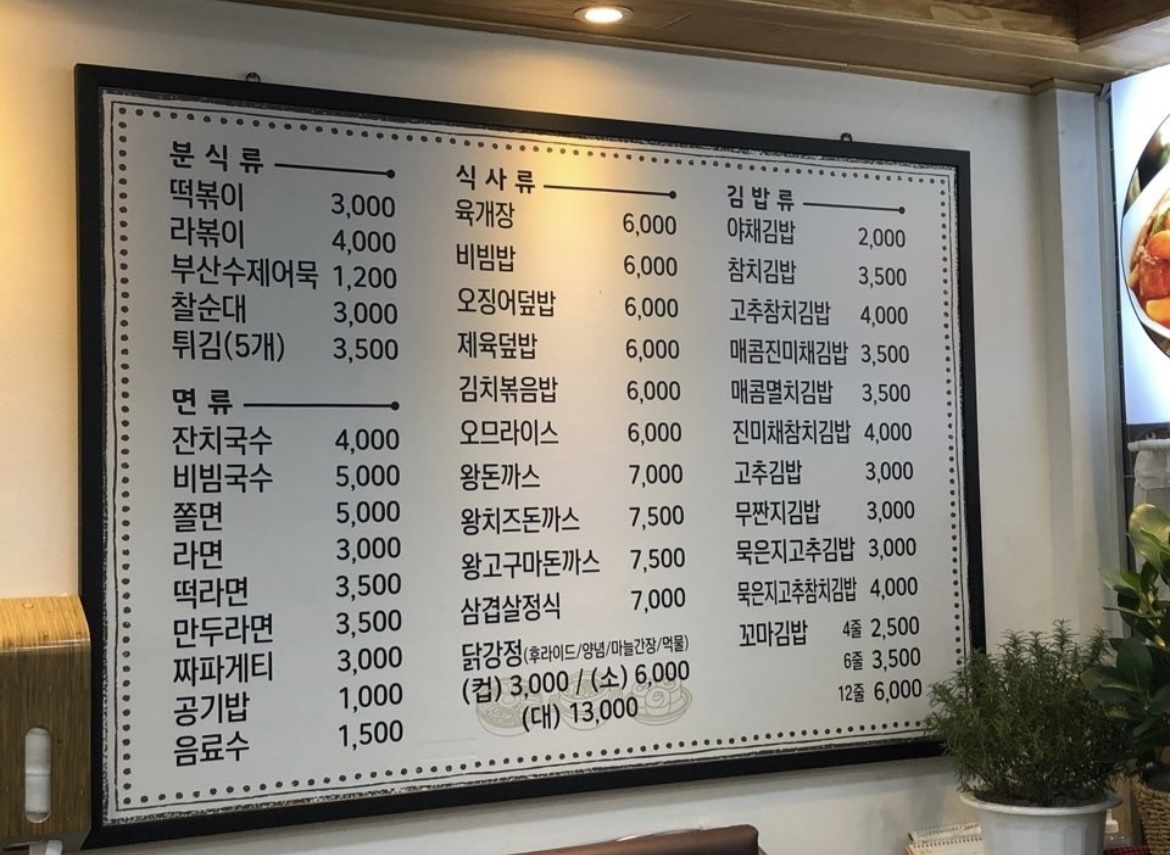 분식류
떡볶이 3,000
라볶이 4,000
부산수제어묵 1,200
찰순대 3,000
튀김(5개) 3,500
면류
잔치국수 4,000
비빔국수 5,000
쫄면 5,000
라면 3,000
떡라면 3,500
만두라면 3,500
짜파게티 3,000
공기밥 1,000
음료수 1,500
식사류
육개장 6,000
비빔밥 6,000
오징어덮밥 6,000
제육덮밥 6,000
김치볶음밥 6,000
오므라이스 6,000
왕돈까스 7,000
왕치즈돈까스 7,500
왕고구마돈까스 7,500
삼겹살정식 7,000
닭강정(후라이드/양념/마늘간장/먹물)
(컵) 3,000 / (소) 6,000
(대) 13,000
김밥류
야채김밥 2,000
참치김밥 3,500
고추참치김밥 4,000
매콤진미채김밥 3,500
매콤멸치김밥 3,500
진미채참치김밥 4,000
고추김밥 3,000
무짠지김밥 3,000
묵은지고추김밥 3,000
묵은지고추참치김밥 4,000
꼬마김밥 4줄 2,500
6줄 3,500
12줄 6,000